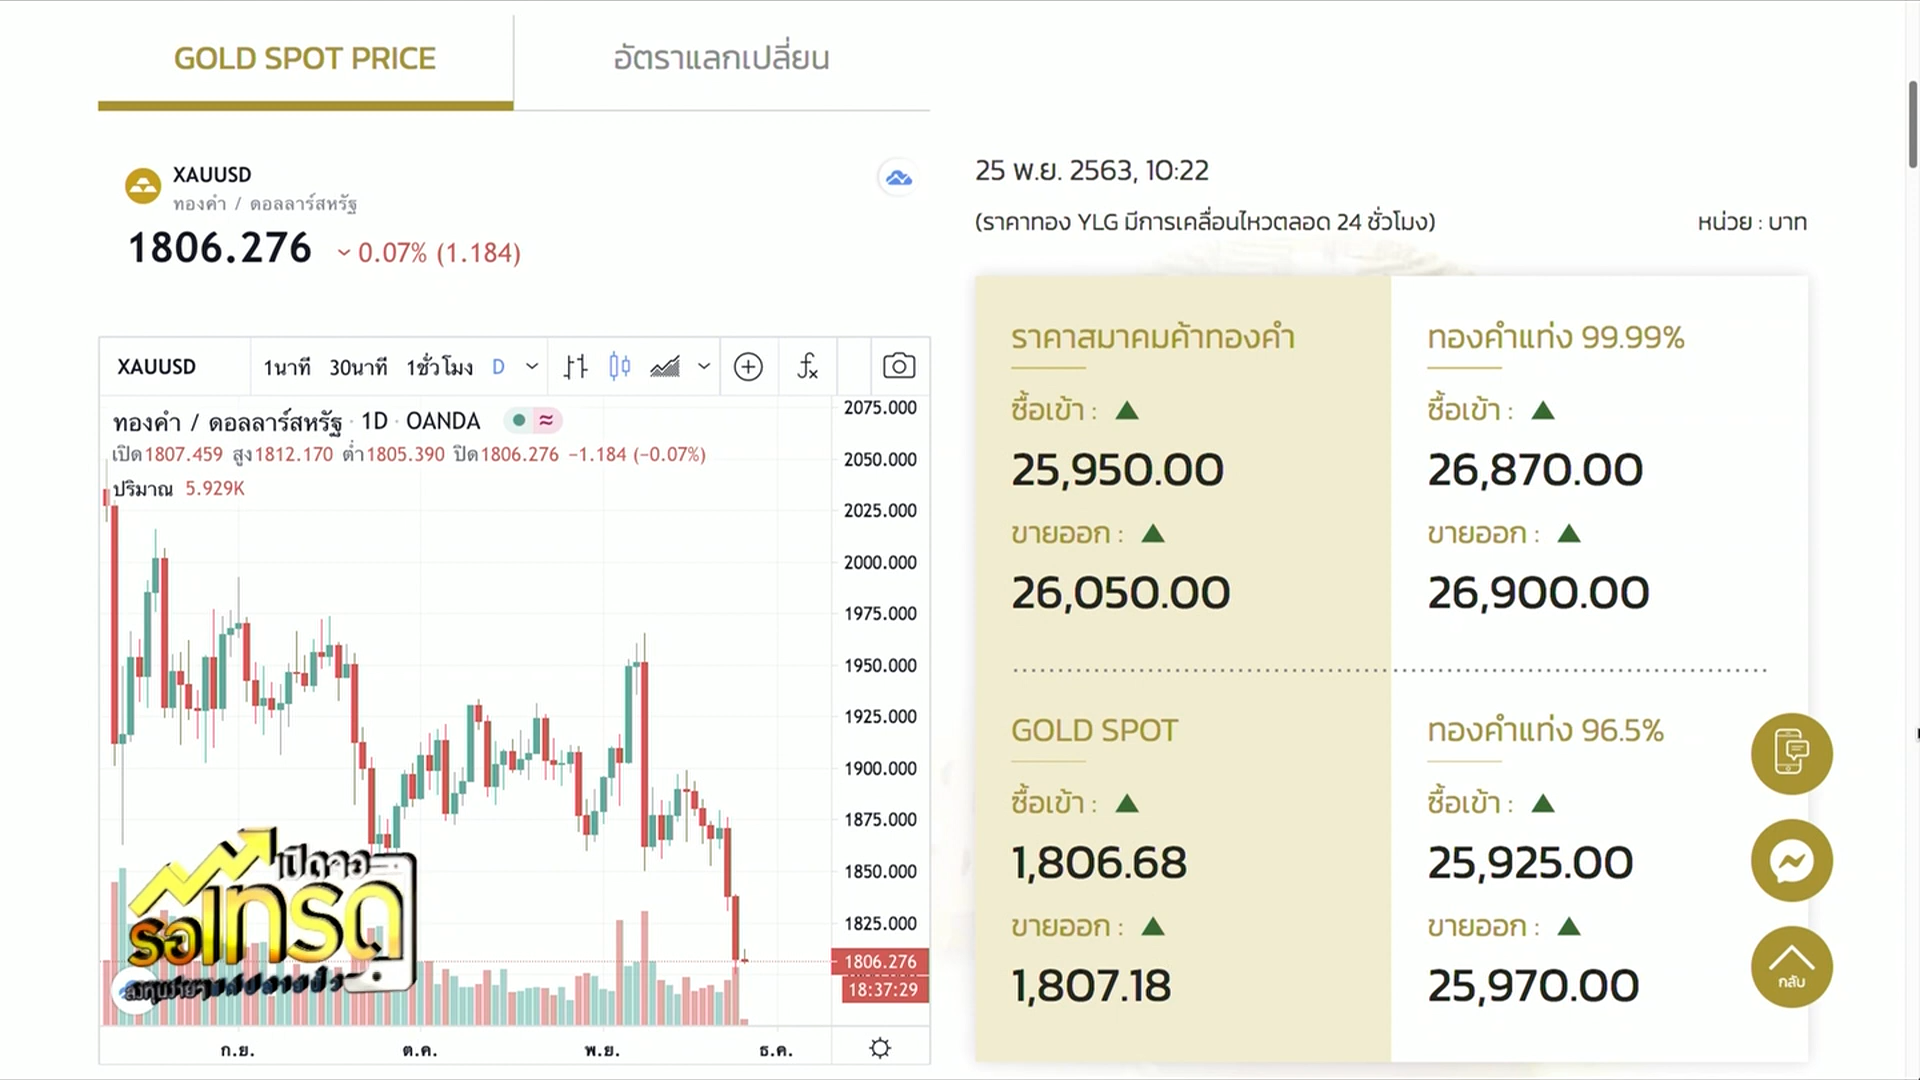 GOLD SPOT PRICE
อัตราแลกเปลี่ยน
XAUUSD
ทองคำ / ดอลลาร์สหรัฐ
1806.276 0.07% (1.184)
XAUUSD 1นาที 30นาที 1ชั่วโมง D
ทองคำ / ดอลลาร์สหรัฐ · 1D · OANDA
เปิด1807.459 สูง1812.170 ต่ำ1805.390 ปิด1806.276 −1.184 (−0.07%)
ปริมาณ 5.929K
2075.000
2050.000
2025.000
2000.000
1975.000
1950.000
1925.000
1900.000
1875.000
1850.000
1825.000
1806.276
18:37:29
ก.ย. ต.ค. พ.ย. ธ.ค.
เปิดจอ
รอเทรด
25 พ.ย. 2563, 10:22
(ราคาทอง YLG มีการเคลื่อนไหวตลอด 24 ชั่วโมง) หน่วย : บาท
ราคาสมาคมค้าทองคำ
ซื้อเข้า :
25,950.00
ขายออก :
26,050.00
ทองคำแท่ง 99.99%
ซื้อเข้า :
26,870.00
ขายออก :
26,900.00
GOLD SPOT
ซื้อเข้า :
1,806.68
ขายออก :
1,807.18
ทองคำแท่ง 96.5%
ซื้อเข้า :
25,925.00
ขายออก :
25,970.00
กลับ